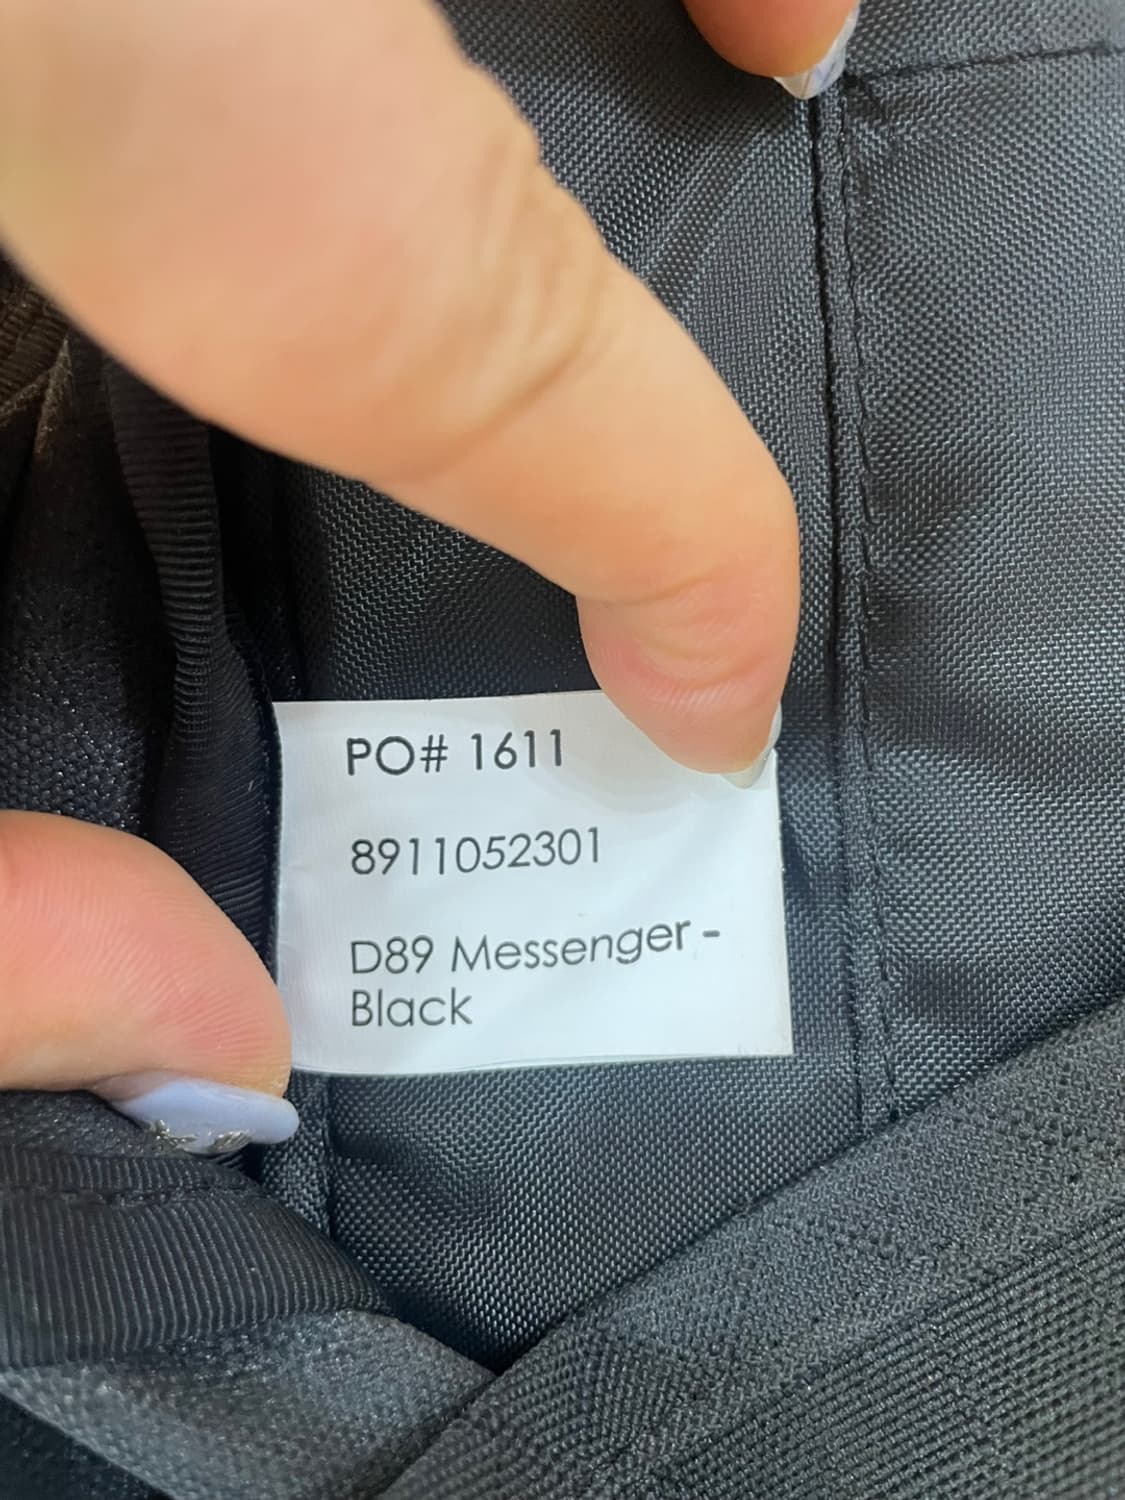 PO# 1611
8911052301
D89 Messenger -
Black